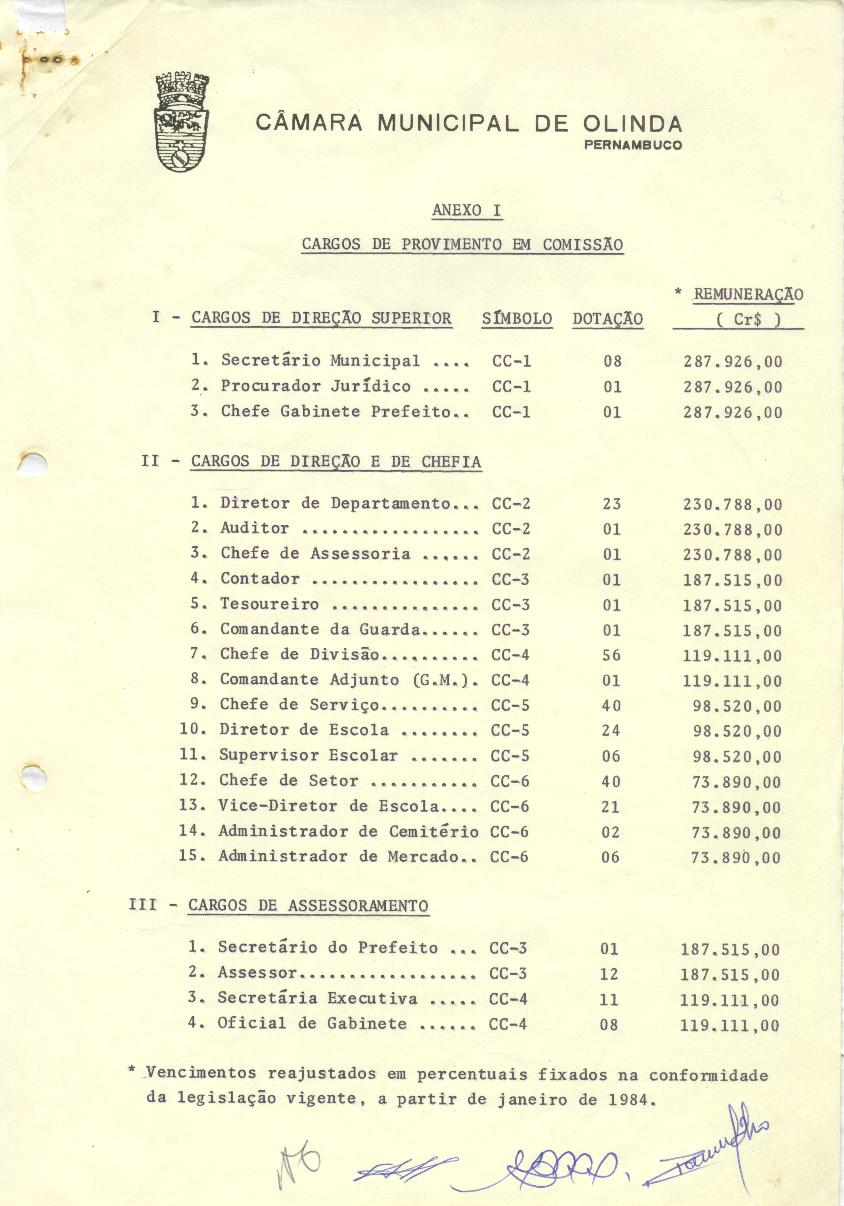 CÂMARA MUNICIPAL DE OLINDA
PERNAMBUCO
ANEXO I
CARGOS DE PROVIMENTO EM COMISSÃO
* REMUNERAÇÃO
I - CARGOS DE DIREÇÃO SUPERIOR SÍMBOLO DOTAÇÃO ( Cr$ )
1. Secretário Municipal .... CC-1 08 287.926,00
2. Procurador Jurídico ..... CC-1 01 287.926,00
3. Chefe Gabinete Prefeito.. CC-1 01 287.926,00
II - CARGOS DE DIREÇÃO E DE CHEFIA
1. Diretor de Departamento... CC-2 23 230.788,00
2. Auditor .................. CC-2 01 230.788,00
3. Chefe de Assessoria ...... CC-2 01 230.788,00
4. Contador ................. CC-3 01 187.515,00
5. Tesoureiro ............... CC-3 01 187.515,00
6. Comandante da Guarda...... CC-3 01 187.515,00
7. Chefe de Divisão.......... CC-4 56 119.111,00
8. Comandante Adjunto (G.M.). CC-4 01 119.111,00
9. Chefe de Serviço.......... CC-5 40 98.520,00
10. Diretor de Escola ........ CC-5 24 98.520,00
11. Supervisor Escolar ....... CC-5 06 98.520,00
12. Chefe de Setor ........... CC-6 40 73.890,00
13. Vice-Diretor de Escola.... CC-6 21 73.890,00
14. Administrador de Cemitério CC-6 02 73.890,00
15. Administrador de Mercado.. CC-6 06 73.890,00
III - CARGOS DE ASSESSORAMENTO
1. Secretário do Prefeito ... CC-3 01 187.515,00
2. Assessor.................. CC-3 12 187.515,00
3. Secretária Executiva ..... CC-4 11 119.111,00
4. Oficial de Gabinete ...... CC-4 08 119.111,00
* Vencimentos reajustados em percentuais fixados na conformidade
da legislação vigente, a partir de janeiro de 1984.